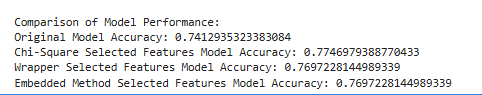 Comparison of Model Performance:
Original Model Accuracy: 0.7412935323383084
Chi-Square Selected Features Model Accuracy: 0.7746979388770433
Wrapper Selected Features Model Accuracy: 0.7697228144989339
Embedded Method Selected Features Model Accuracy: 0.7697228144989339